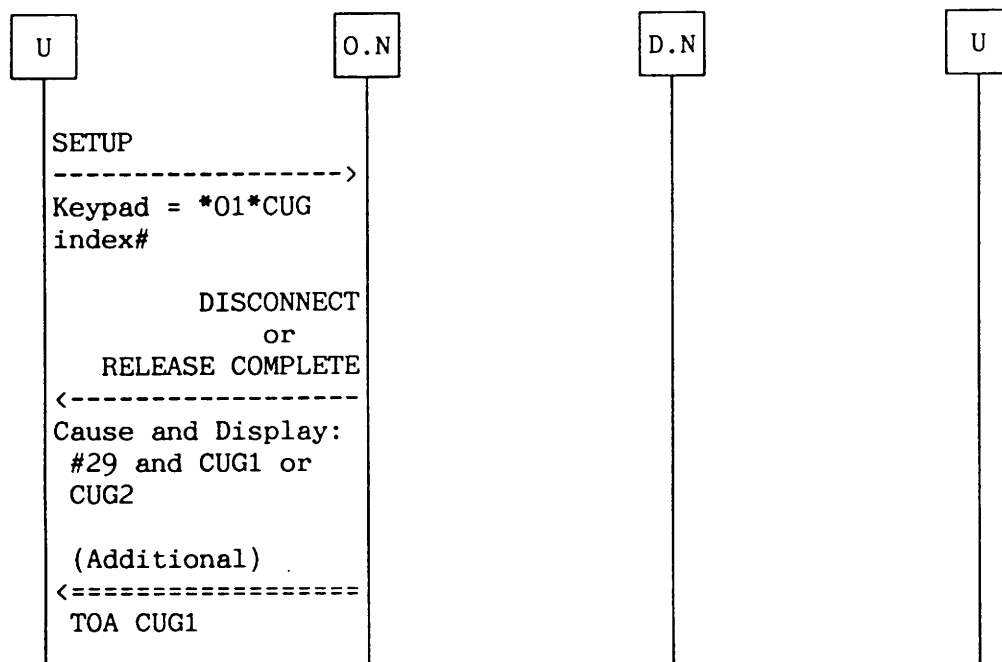 U O.N D.N U
SETUP
------------------>
Keypad = *01*CUG
index#
DISCONNECT
or
RELEASE COMPLETE
<------------------
Cause and Display:
#29 and CUG1 or
CUG2
(Additional)
<==================
TOA CUG1